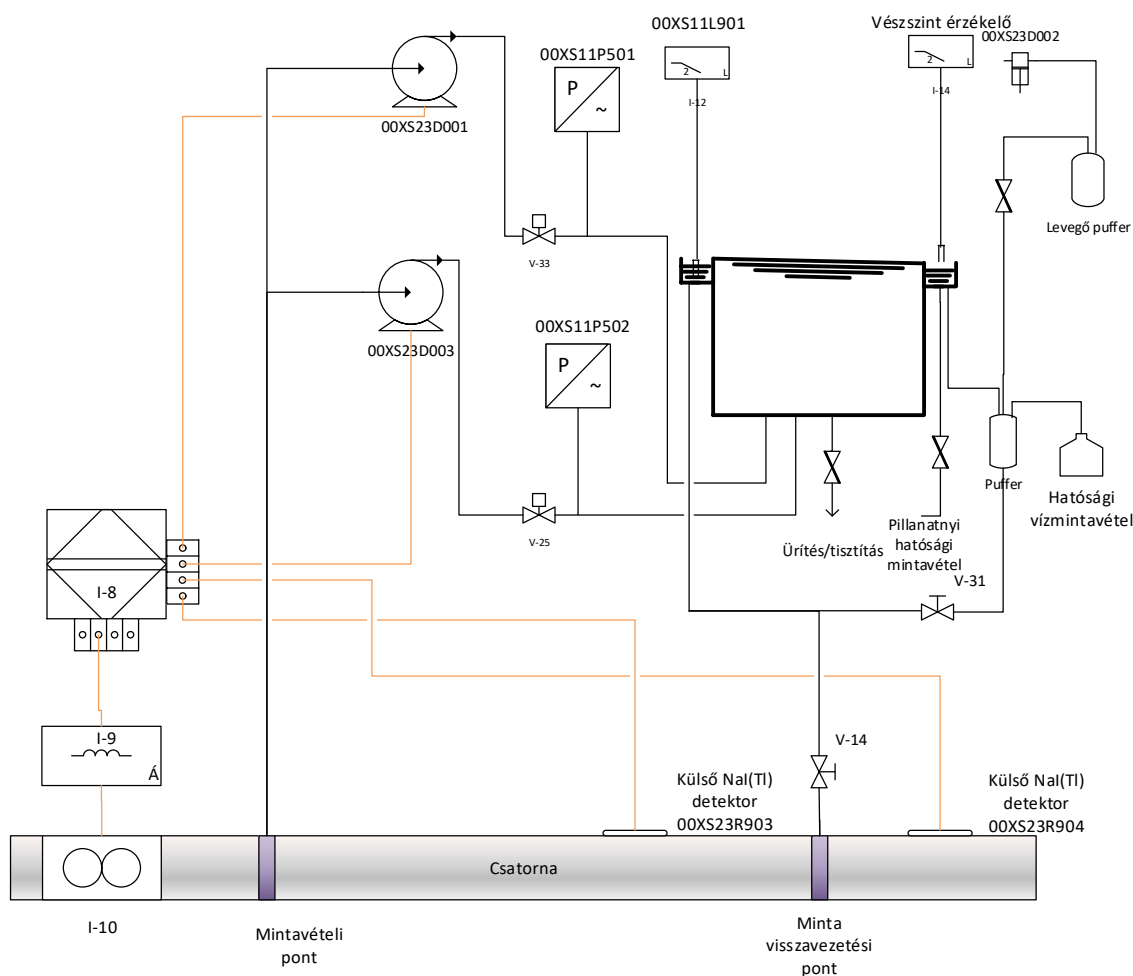 00XS11L901
Vészszint érzékelő
00XS23D002
00XS11P501
P
~
2
L
I-12
2
L
I-14
00XS23D001
Levegő puffer
V-33
00XS11P502
P
~
00XS23D003
V-25
Puffer
Hatósági
vízmintavétel
Ürítés/tisztítás
Pillanatnyi
hatósági
mintavétel
V-31
I-8
I-9
Á
V-14
Külső NaI(Tl)
detektor
00XS23R903
Külső NaI(Tl)
detektor
00XS23R904
Csatorna
I-10
Mintavételi
pont
Minta
visszavezetési
pont